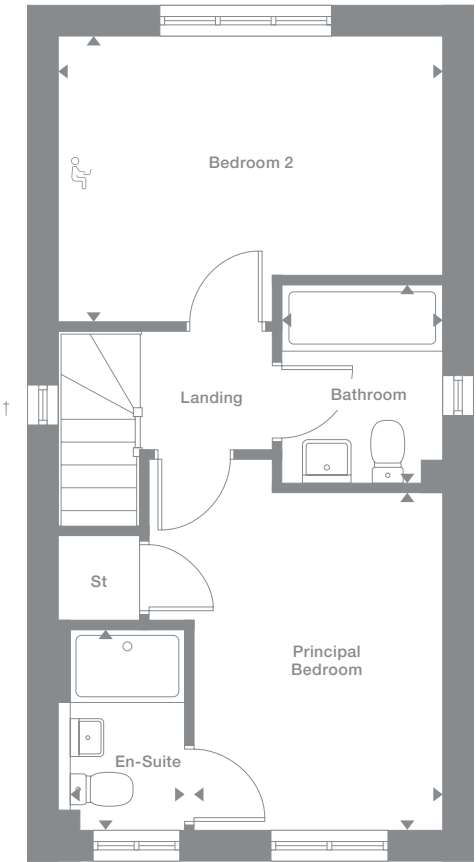 Bedroom 2
†
Landing
Bathroom
St
Principal
Bedroom
En-Suite